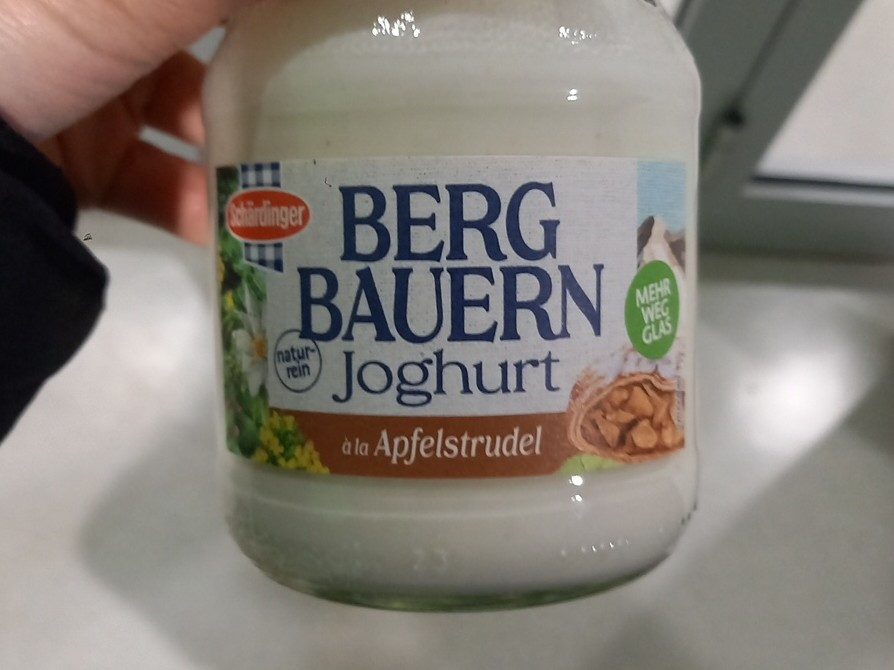 Schärdinger
BERG
BAUERN
Joghurt
natur-
rein
MEHR
WEG
GLAS
à la Apfelstrudel